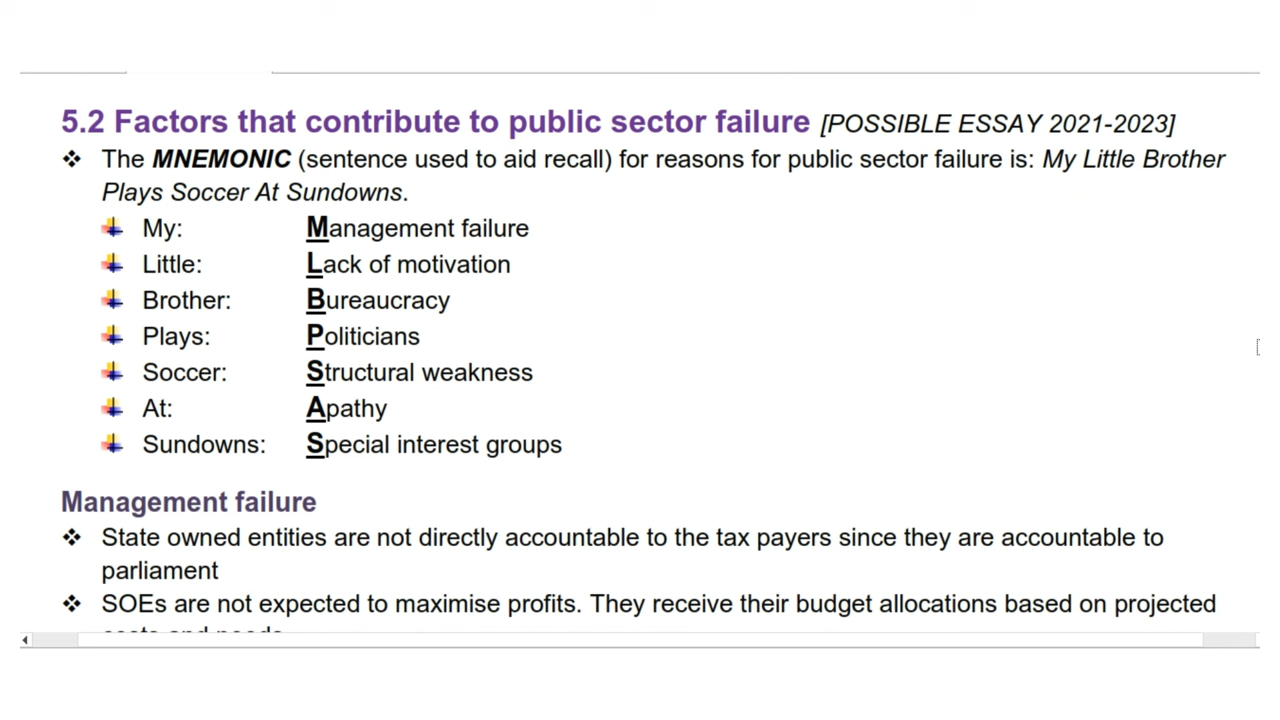 5.2 Factors that contribute to public sector failure [POSSIBLE ESSAY 2021-2023]
❖ The MNEMONIC (sentence used to aid recall) for reasons for public sector failure is: My Little Brother
Plays Soccer At Sundowns.
My: Management failure
Little: Lack of motivation
Brother: Bureaucracy
Plays: Politicians
Soccer: Structural weakness
At: Apathy
Sundowns: Special interest groups
Management failure
❖ State owned entities are not directly accountable to the tax payers since they are accountable to
parliament
❖ SOEs are not expected to maximise profits. They receive their budget allocations based on projected
costs and needs